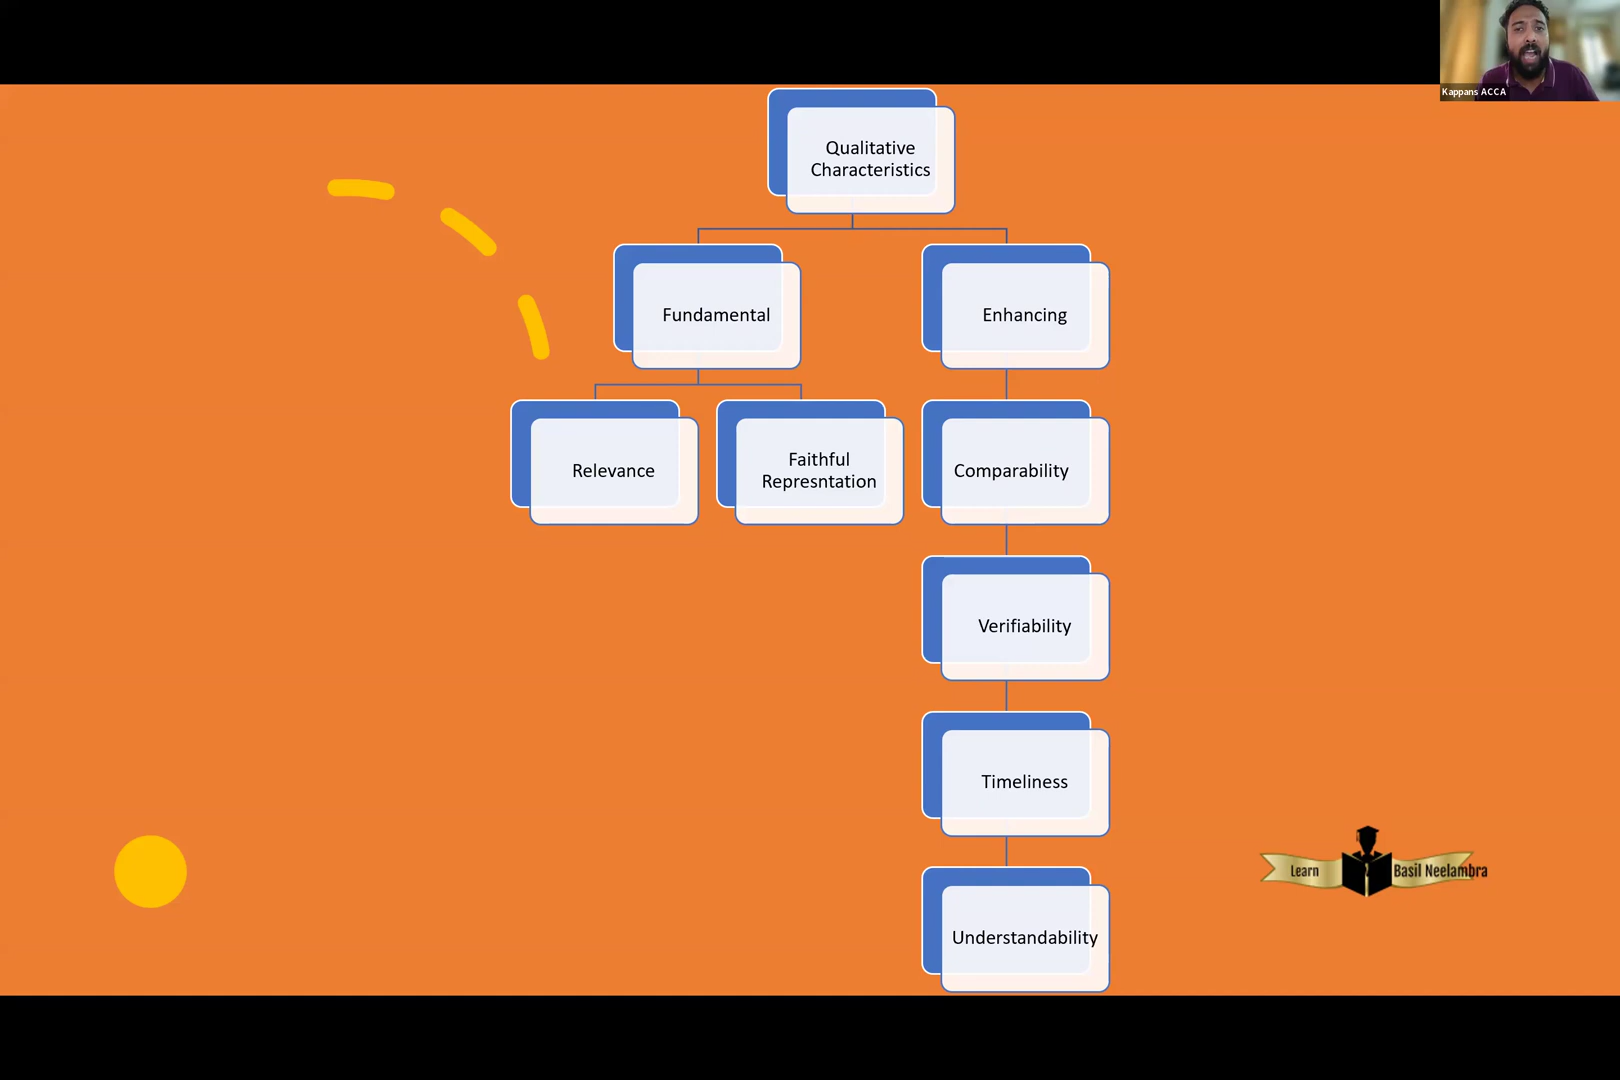 Kappans ACCA
Qualitative
Characteristics
Fundamental
Enhancing
Relevance
Faithful
Represntation
Comparability
Verifiability
Timeliness
Understandability
Learn
Basil Neelambra